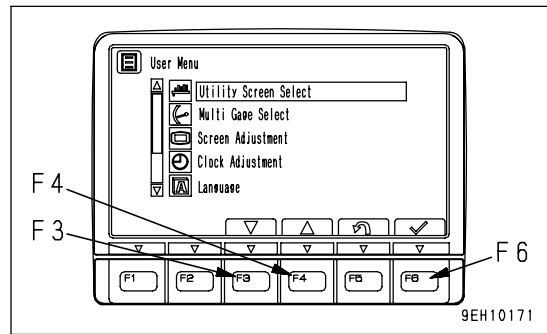 User Menu
Utility Screen Select
Multi Gage Select
Screen Adjustment
Clock Adjustment
A Language
F4
F3
F6
F1 F2 F3 F4 F5 F6
9EH10171